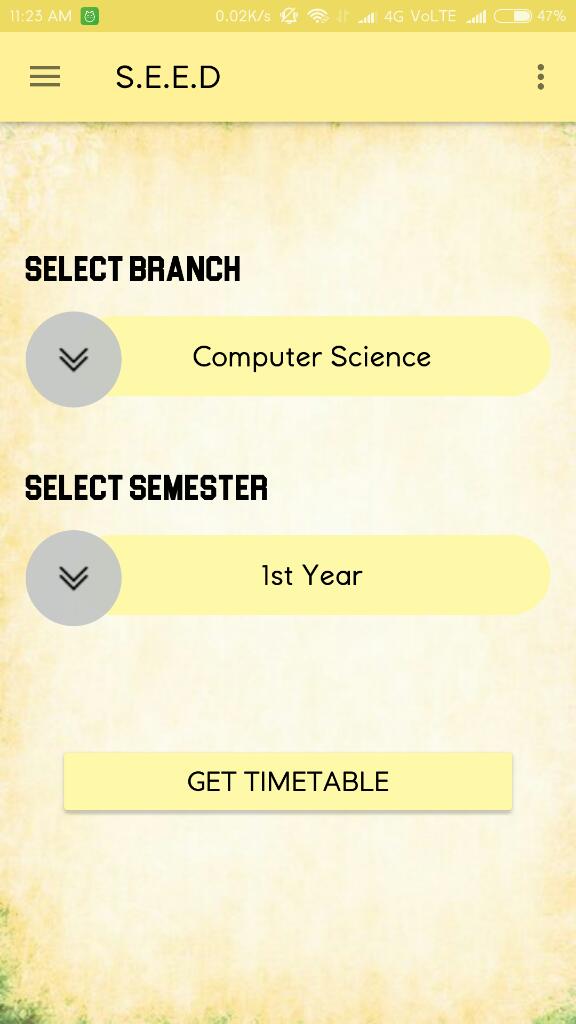 11:23 AM 0.02K/s 4G VoLTE 47%
S.E.E.D
SELECT BRANCH
Computer Science
SELECT SEMESTER
1st Year
GET TIMETABLE